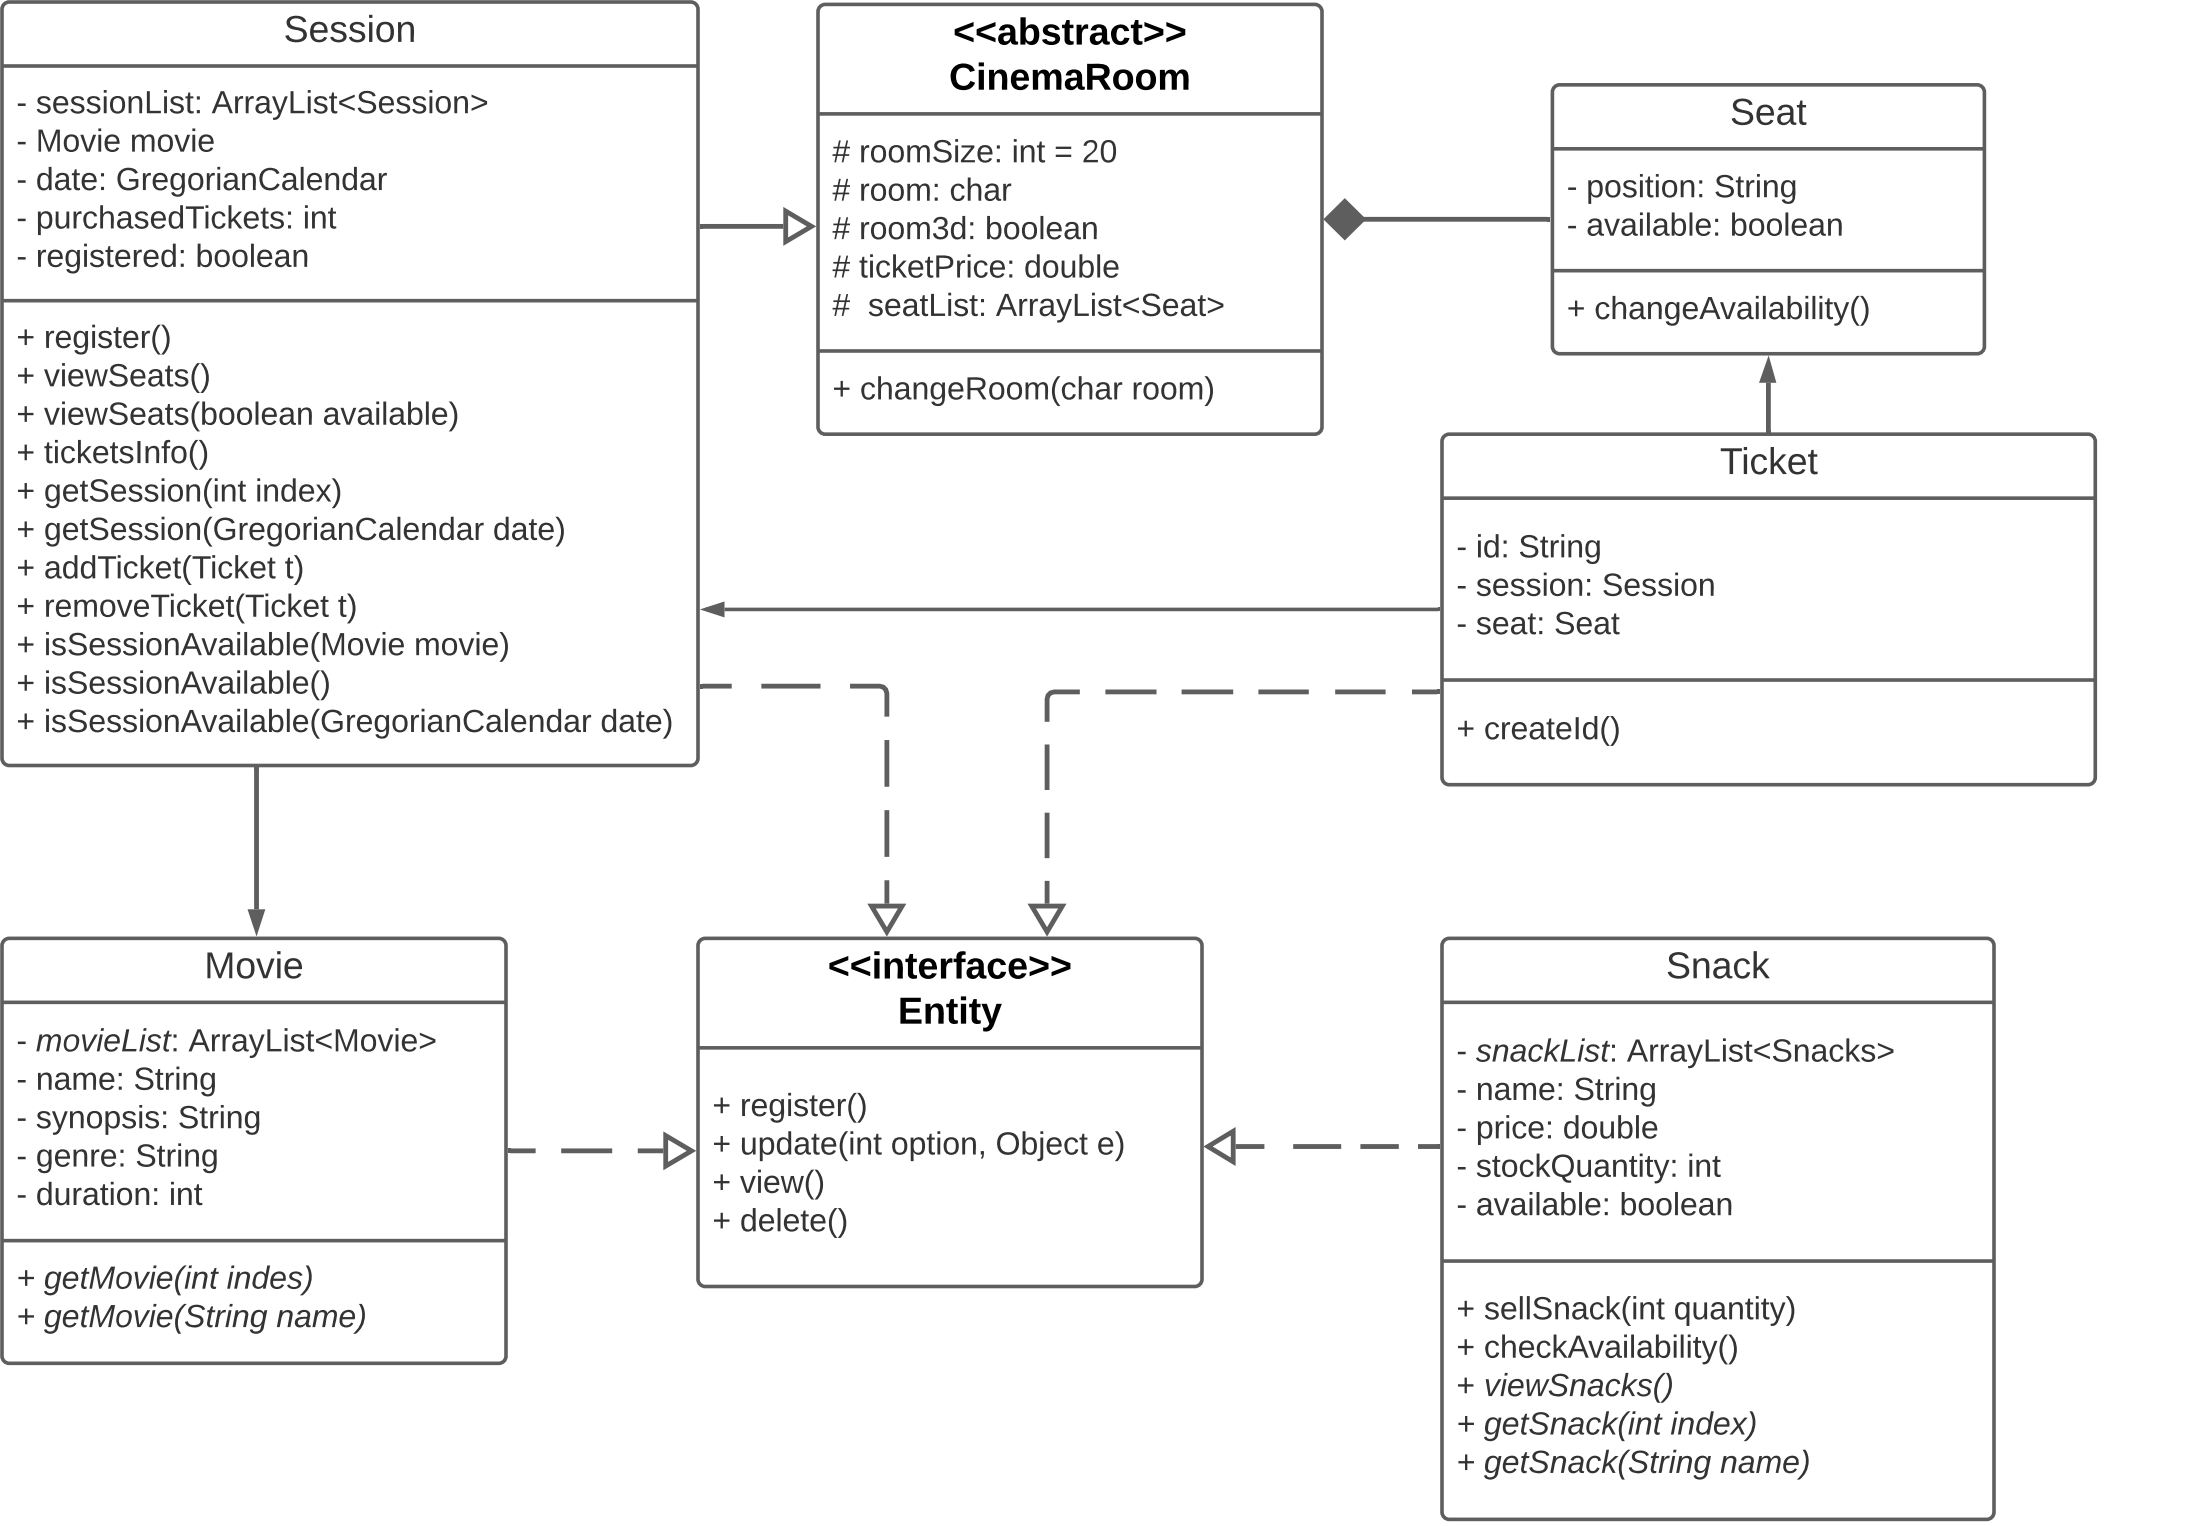 Session
- sessionList: ArrayList<Session>
- Movie movie
- date: GregorianCalendar
- purchasedTickets: int
- registered: boolean
+ register()
+ viewSeats()
+ viewSeats(boolean available)
+ ticketsInfo()
+ getSession(int index)
+ getSession(GregorianCalendar date)
+ addTicket(Ticket t)
+ removeTicket(Ticket t)
+ isSessionAvailable(Movie movie)
+ isSessionAvailable()
+ isSessionAvailable(GregorianCalendar date)
<<abstract>>
CinemaRoom
# roomSize: int = 20
# room: char
# room3d: boolean
# ticketPrice: double
#  seatList: ArrayList<Seat>
+ changeRoom(char room)
Seat
- position: String
- available: boolean
+ changeAvailability()
Ticket
- id: String
- session: Session
- seat: Seat
+ createId()
Movie
- movieList: ArrayList<Movie>
- name: String
- synopsis: String
- genre: String
- duration: int
+ getMovie(int indes)
+ getMovie(String name)
<<interface>>
Entity
+ register()
+ update(int option, Object e)
+ view()
+ delete()
Snack
- snackList: ArrayList<Snacks>
- name: String
- price: double
- stockQuantity: int
- available: boolean
+ sellSnack(int quantity)
+ checkAvailability()
+ viewSnacks()
+ getSnack(int index)
+ getSnack(String name)